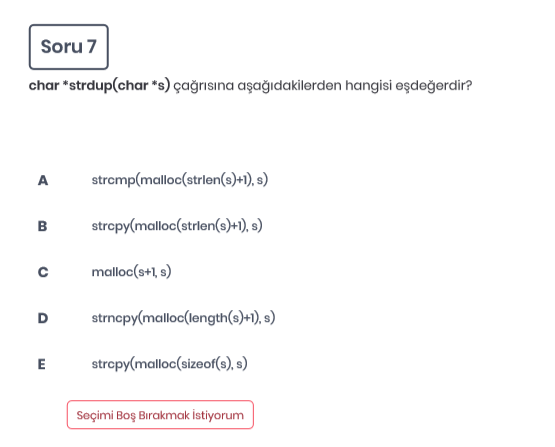 Soru 7
char *strdup(char *s) çağrısına aşağıdakilerden hangisi eşdeğerdir?
A strcmp(malloc(strlen(s)+1), s)
B strcpy(malloc(strlen(s)+1), s)
C malloc(s+1, s)
D strncpy(malloc(length(s)+1), s)
E strcpy(malloc(sizeof(s), s)
Seçimi Boş Bırakmak İstiyorum